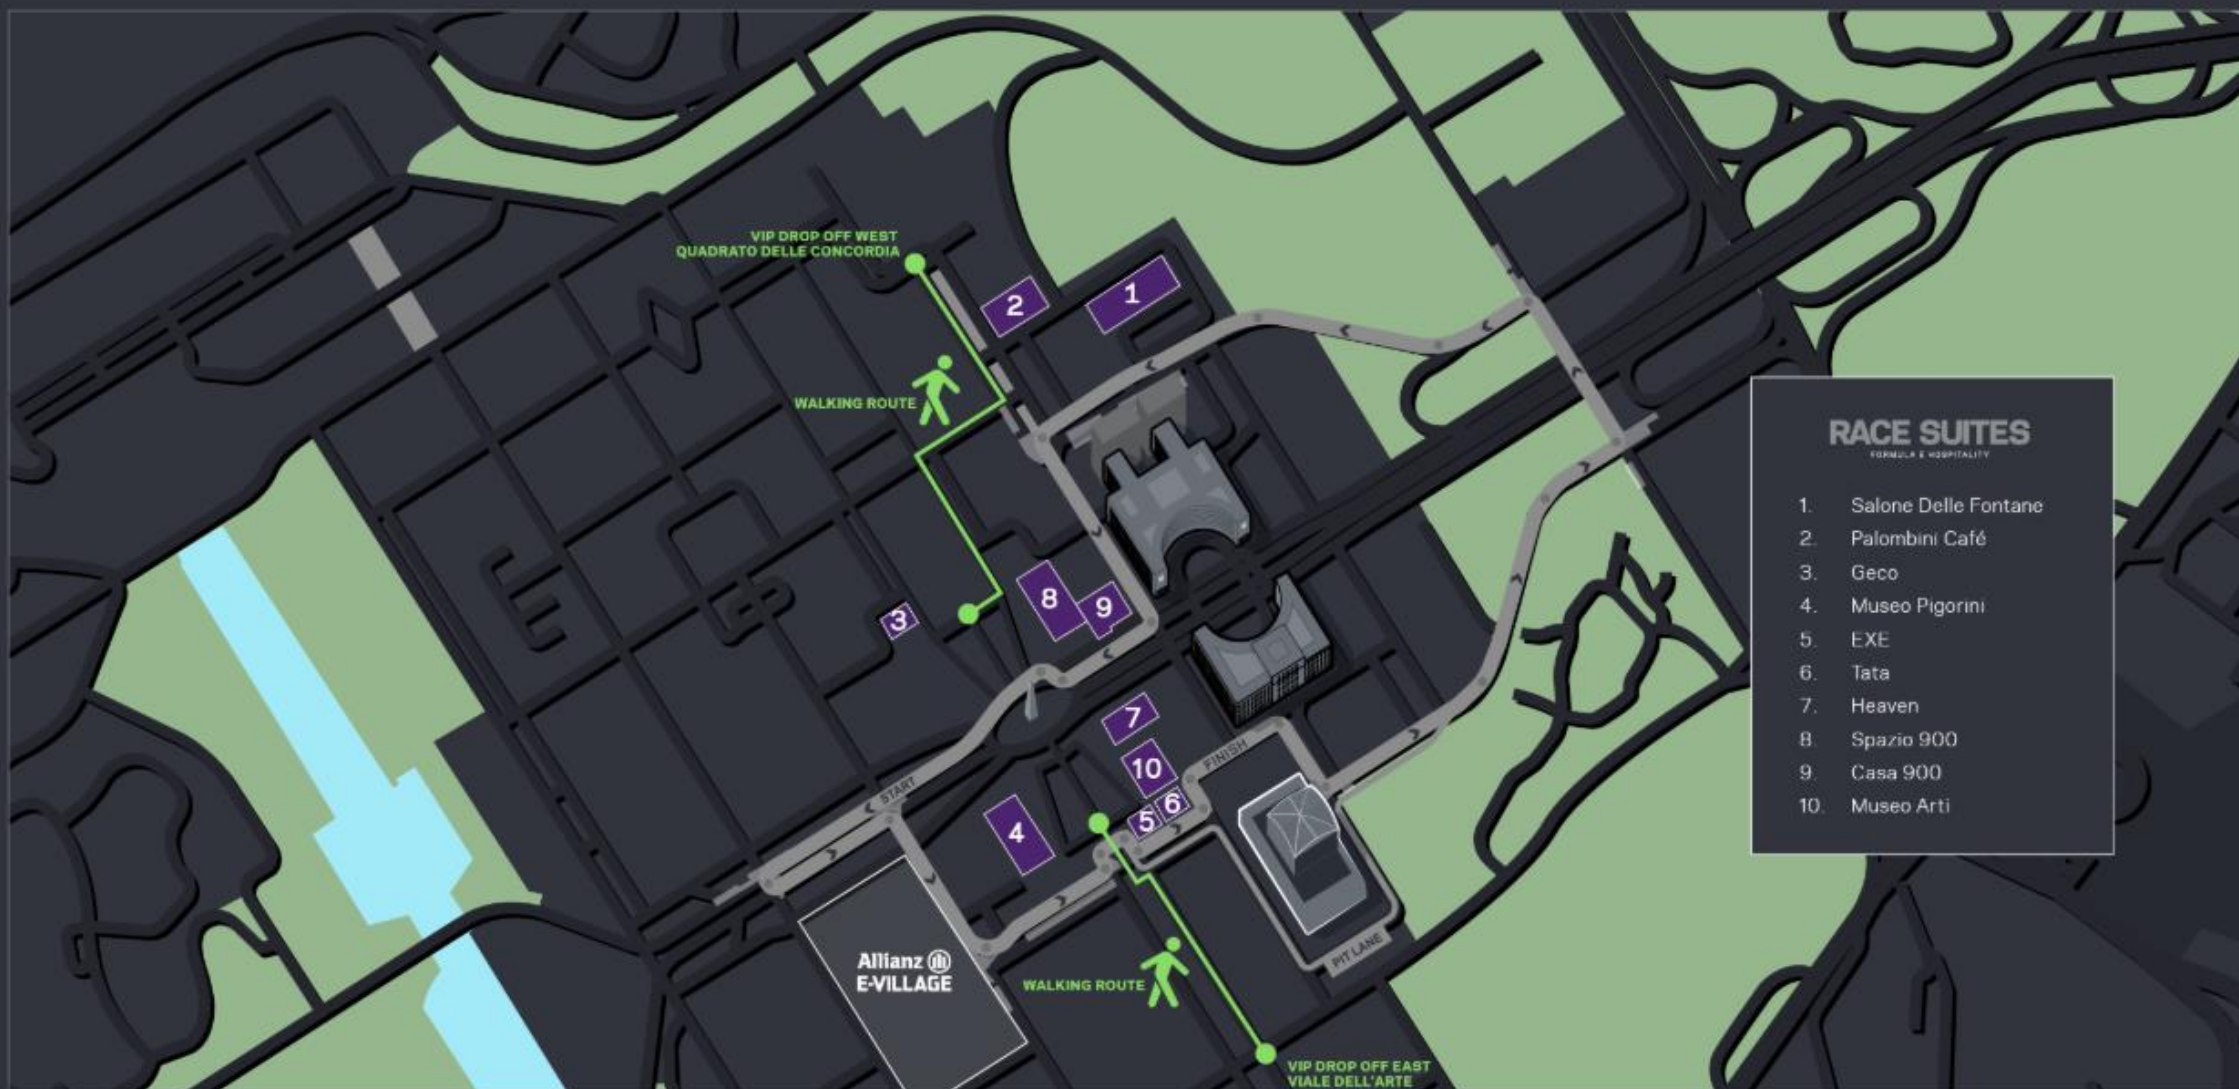 VIP DROP OFF WEST
QUADRATO DELLE CONCORDIA
2
1
WALKING ROUTE
8
9
3
7
FINISH
10
START
6
5
4
Allianz
E-VILLAGE
PIT LANE
WALKING ROUTE
VIP DROP OFF EAST
VIALE DELL'ARTE
RACE SUITES
FORMULA E HOSPITALITY
1. Salone Delle Fontane
2. Palombini Café
3. Geco
4. Museo Pigorini
5. EXE
6. Tata
7. Heaven
8. Spazio 900
9. Casa 900
10. Museo Arti